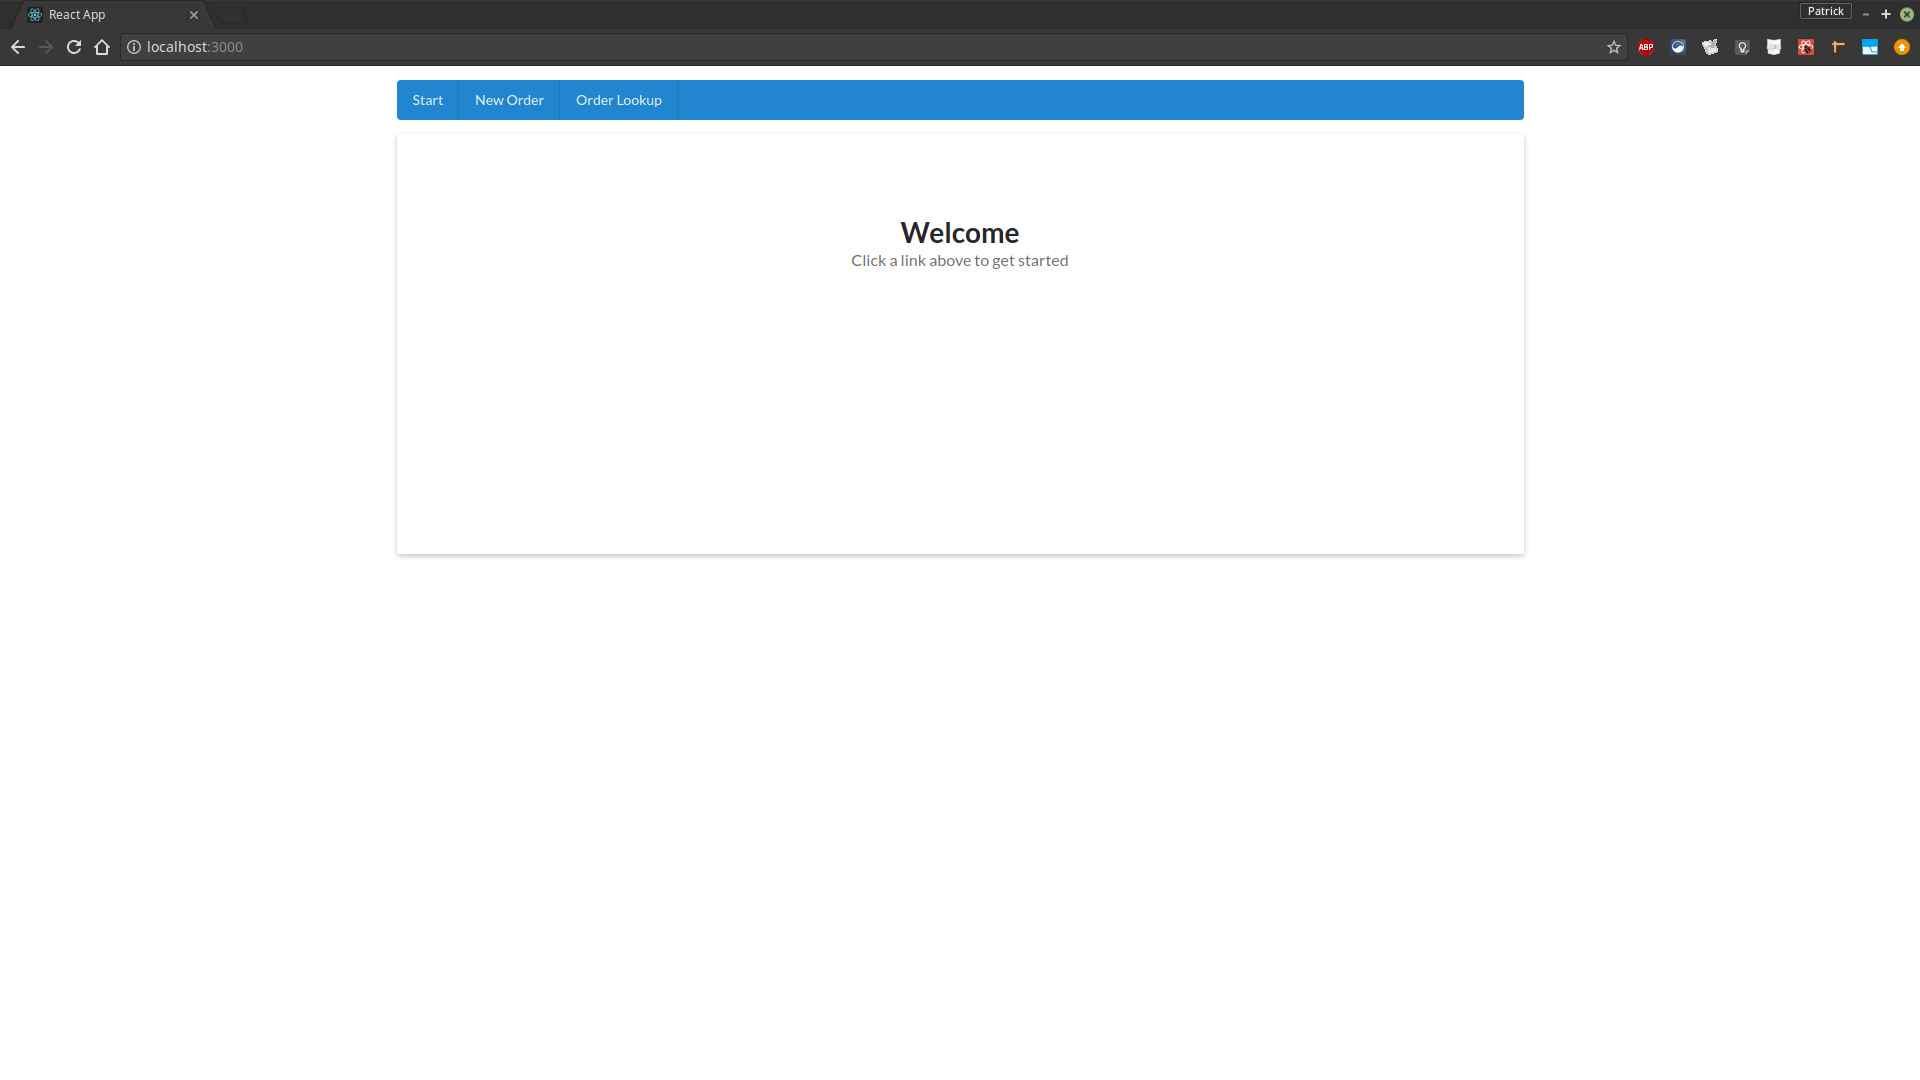 React App
Patrick
localhost:3000
ABP
Start New Order Order Lookup
Welcome
Click a link above to get started